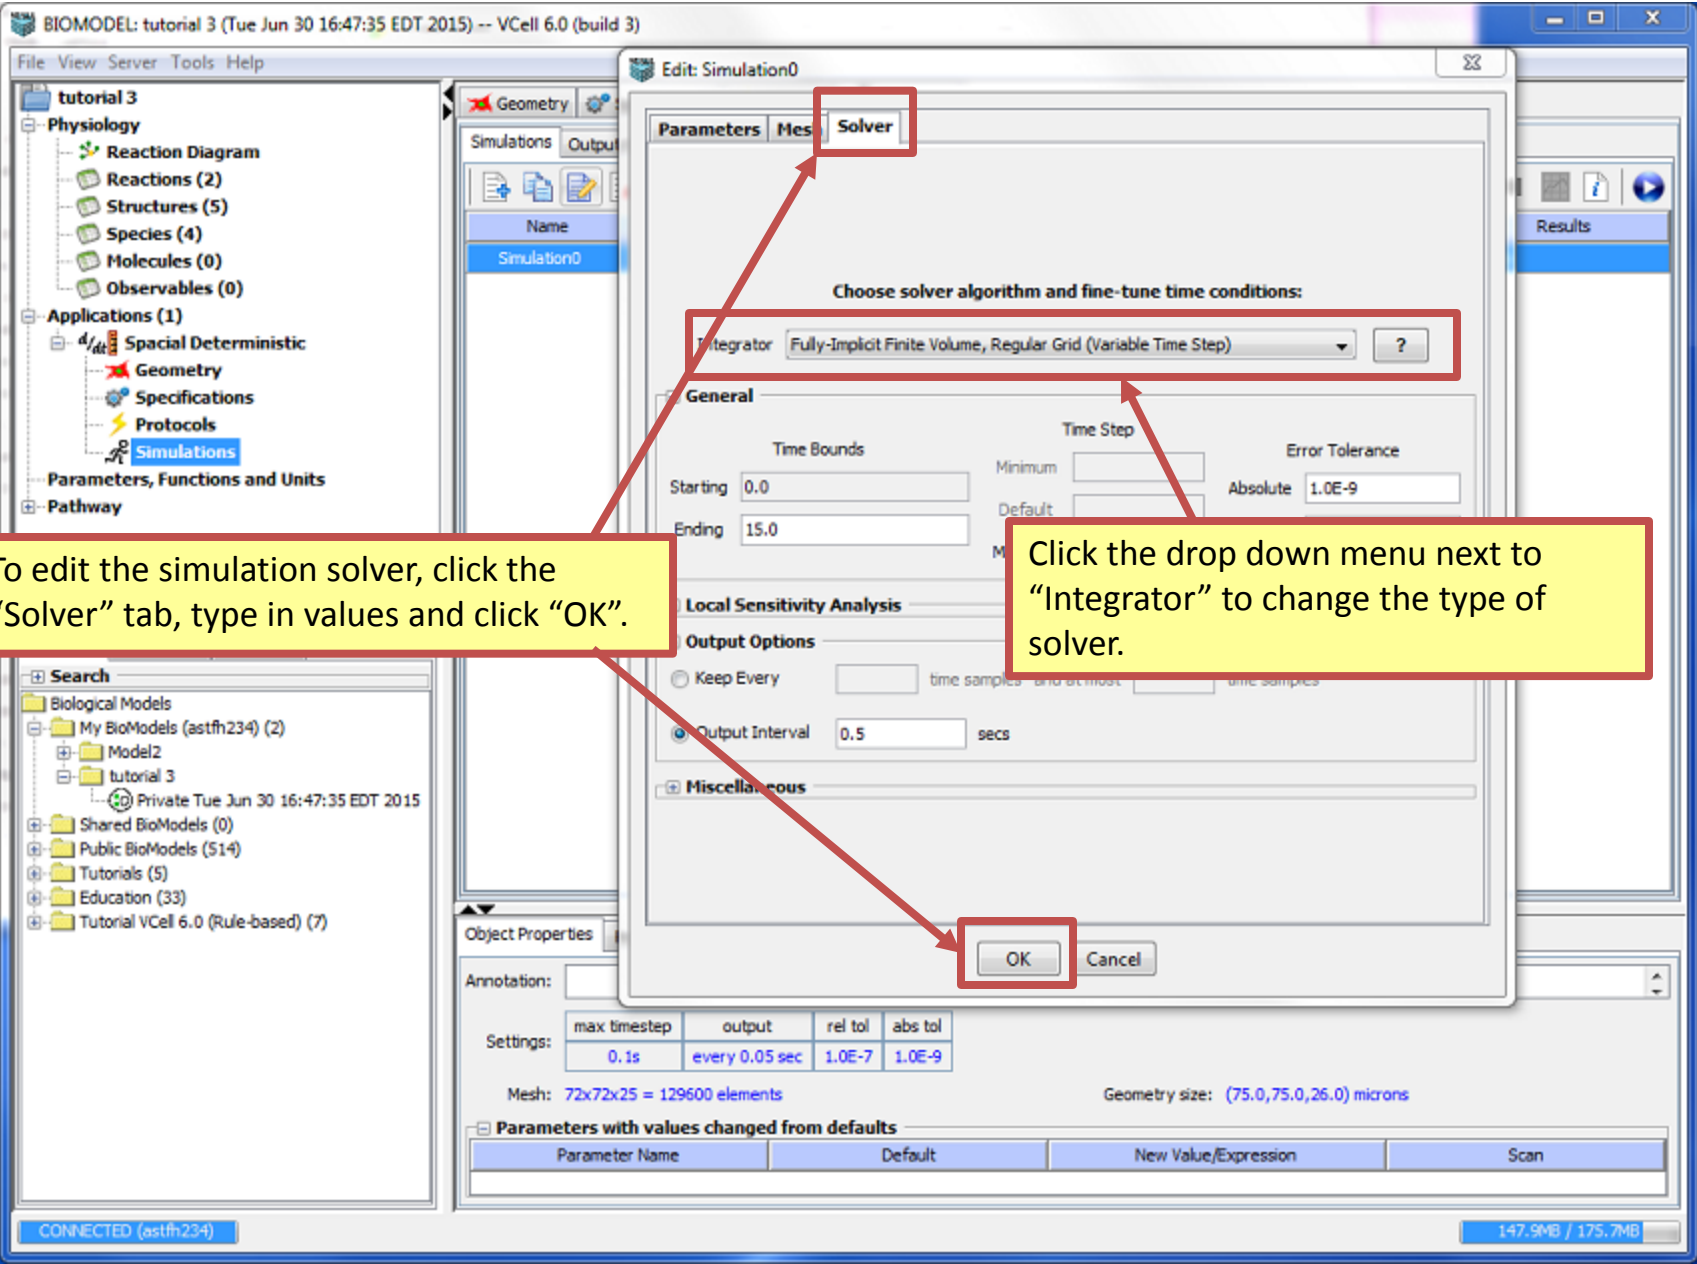 BIOMODEL: tutorial 3 (Tue Jun 30 16:47:35 EDT 2015) -- VCell 6.0 (build 3)
File View Server Tools Help
tutorial 3
Physiology
Reaction Diagram
Reactions (2)
Structures (5)
Species (4)
Molecules (0)
Observables (0)
Applications (1)
d/dt Spacial Deterministic
Geometry
Specifications
Protocols
Simulations
Parameters, Functions and Units
Pathway
To edit the simulation solver, click the
“Solver” tab, type in values and click “OK”.
Search
Biological Models
My BioModels (astfh234) (2)
Model2
tutorial 3
Private Tue Jun 30 16:47:35 EDT 2015
Shared BioModels (0)
Public BioModels (514)
Tutorials (5)
Education (33)
Tutorial VCell 6.0 (Rule-based) (7)
Geometry
Simulations Output
Name
Results
Simulation0
Edit: Simulation0
Parameters Mesh Solver
Choose solver algorithm and fine-tune time conditions:
Integrator Fully-Implicit Finite Volume, Regular Grid (Variable Time Step) ?
General
Time Bounds
Time Step
Error Tolerance
Starting 0.0
Minimum
Absolute 1.0E-9
Ending 15.0
Default
Click the drop down menu next to
“Integrator” to change the type of
solver.
Local Sensitivity Analysis
Output Options
Keep Every time samples and at most time samples
Output Interval 0.5 secs
Miscellaneous
OK Cancel
Object Properties
Annotation:
Settings:
max timestep output rel tol abs tol
0.1s every 0.05 sec 1.0E-7 1.0E-9
Mesh: 72x72x25 = 129600 elements
Geometry size: (75.0,75.0,26.0) microns
Parameters with values changed from defaults
Parameter Name Default New Value/Expression Scan
CONNECTED (astfh234)
147.9MB / 175.7MB